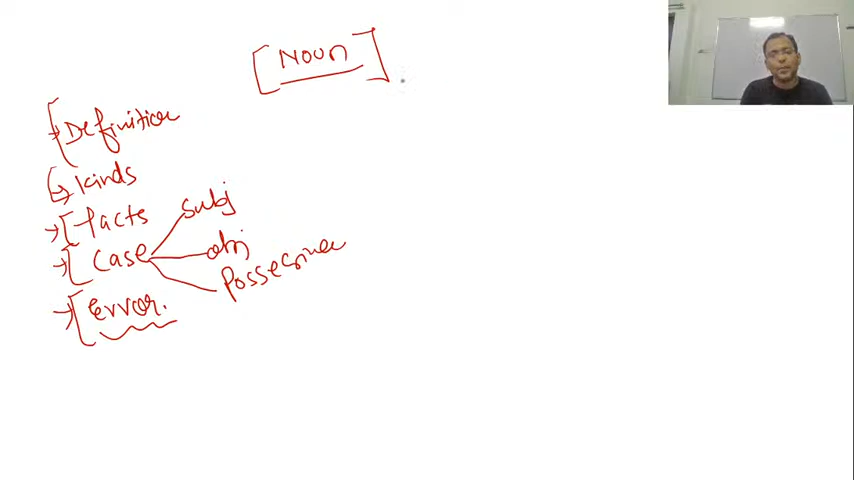 [Noun]
Definition
Kinds
facts
Case
subj
obj
Possessive
Error.